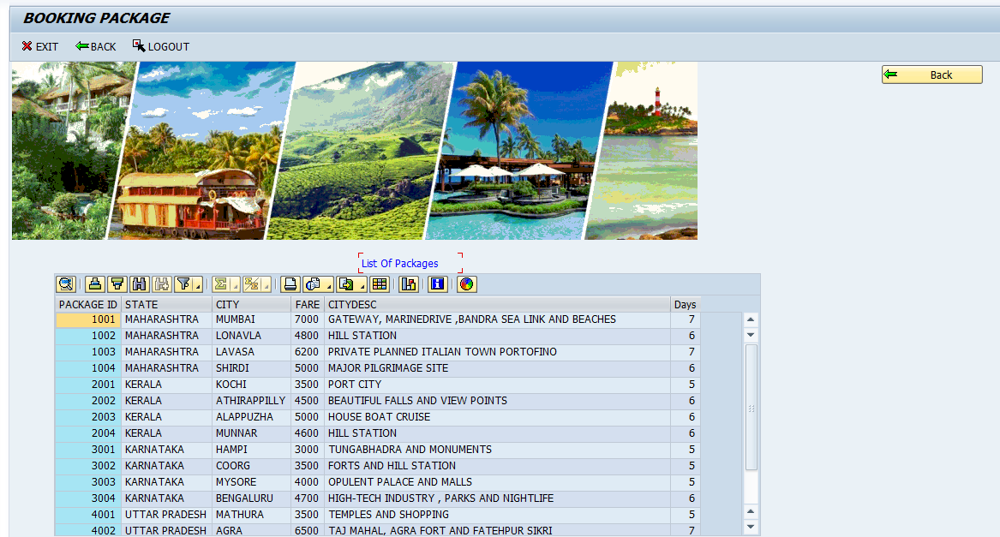 BOOKING PACKAGE
EXIT BACK LOGOUT
Back
List Of Packages
PACKAGE ID STATE CITY FARE CITYDESC Days
1001 MAHARASHTRA MUMBAI 7000 GATEWAY, MARINEDRIVE ,BANDRA SEA LINK AND BEACHES 7
1002 MAHARASHTRA LONAVLA 4800 HILL STATION 6
1003 MAHARASHTRA LAVASA 6200 PRIVATE PLANNED ITALIAN TOWN PORTOFINO 7
1004 MAHARASHTRA SHIRDI 5000 MAJOR PILGRIMAGE SITE 6
2001 KERALA KOCHI 3500 PORT CITY 5
2002 KERALA ATHIRAPPILLY 4500 BEAUTIFUL FALLS AND VIEW POINTS 6
2003 KERALA ALAPPUZHA 5000 HOUSE BOAT CRUISE 6
2004 KERALA MUNNAR 4600 HILL STATION 6
3001 KARNATAKA HAMPI 3000 TUNGABHADRA AND MONUMENTS 5
3002 KARNATAKA COORG 3500 FORTS AND HILL STATION 5
3003 KARNATAKA MYSORE 4000 OPULENT PALACE AND MALLS 5
3004 KARNATAKA BENGALURU 4700 HIGH-TECH INDUSTRY , PARKS AND NIGHTLIFE 6
4001 UTTAR PRADESH MATHURA 3500 TEMPLES AND SHOPPING 5
4002 UTTAR PRADESH AGRA 6500 TAJ MAHAL, AGRA FORT AND FATEHPUR SIKRI 7